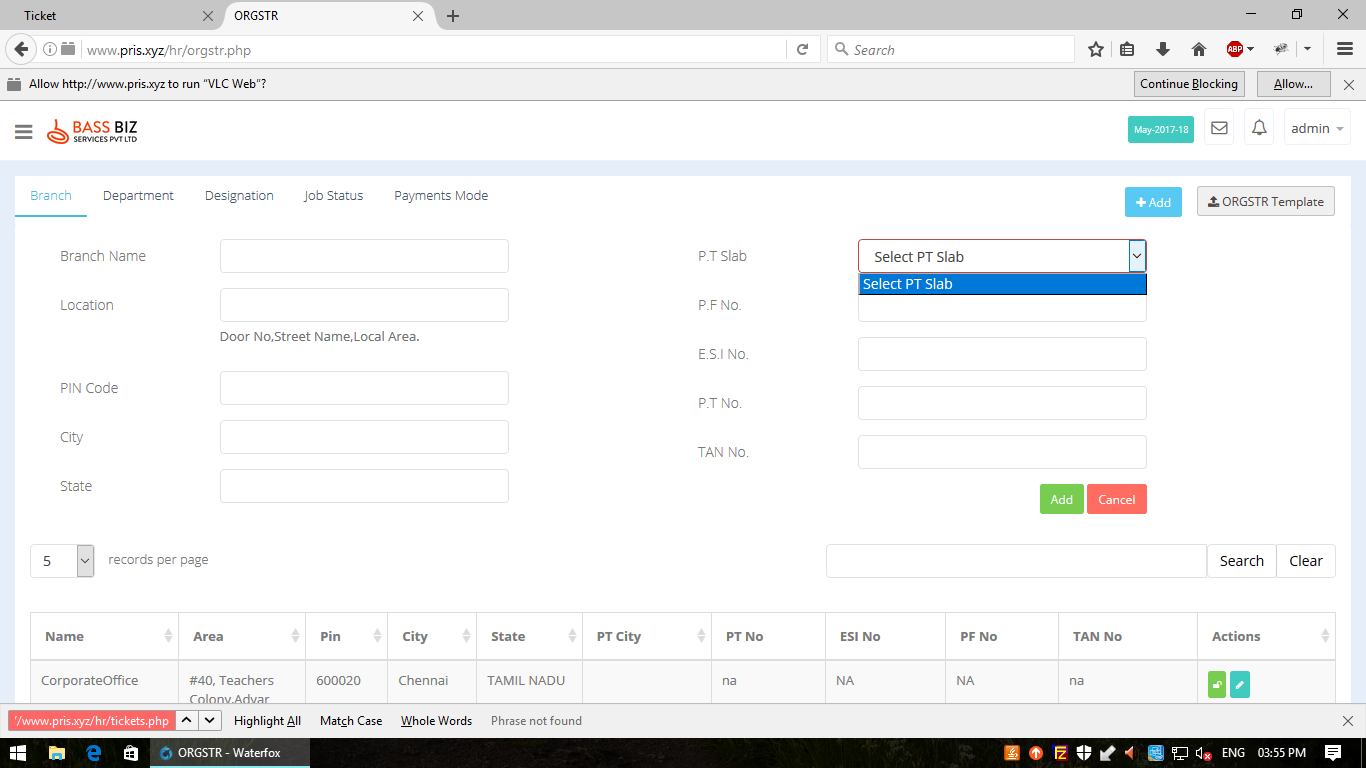 Ticket
ORGSTR
www.pris.xyz/hr/orgstr.php
Search
ABP
Allow http://www.pris.xyz to run “VLC Web”?
Continue Blocking
Allow...
BASS BIZ
SERVICES PVT LTD
May-2017-18
admin
Branch
Department
Designation
Job Status
Payments Mode
Add
ORGSTR Template
Branch Name
Location
Door No,Street Name,Local Area.
PIN Code
City
State
P.T Slab
Select PT Slab
Select PT Slab
P.F No.
E.S.I No.
P.T No.
TAN No.
Add
Cancel
5
records per page
Search
Clear
Name
Area
Pin
City
State
PT City
PT No
ESI No
PF No
TAN No
Actions
CorporateOffice
#40, Teachers
Colony,Adyar
600020
Chennai
TAMIL NADU
na
NA
NA
na
'/www.pris.xyz/hr/tickets.php
Highlight All
Match Case
Whole Words
Phrase not found
ORGSTR - Waterfox
ENG
03:55 PM